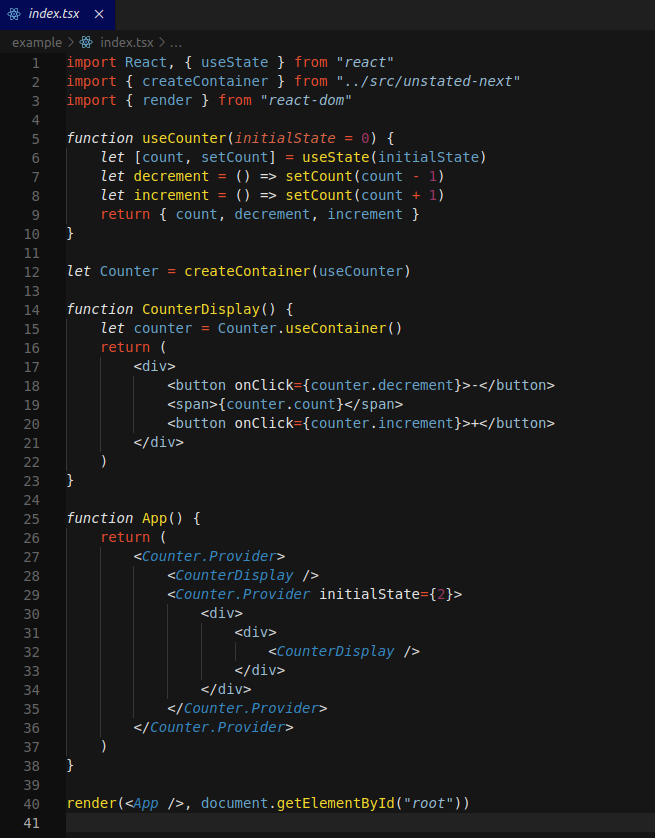 index.tsx ×
example > index.tsx > ...
1 import React, { useState } from "react"
2 import { createContainer } from "../src/unstated-next"
3 import { render } from "react-dom"
4
5 function useCounter(initialState = 0) {
6     let [count, setCount] = useState(initialState)
7     let decrement = () => setCount(count - 1)
8     let increment = () => setCount(count + 1)
9     return { count, decrement, increment }
10 }
11
12 let Counter = createContainer(useCounter)
13
14 function CounterDisplay() {
15     let counter = Counter.useContainer()
16     return (
17         <div>
18             <button onClick={counter.decrement}>-</button>
19             <span>{counter.count}</span>
20             <button onClick={counter.increment}>+</button>
21         </div>
22     )
23 }
24
25 function App() {
26     return (
27         <Counter.Provider>
28             <CounterDisplay />
29             <Counter.Provider initialState={2}>
30                 <div>
31                     <div>
32                         <CounterDisplay />
33                     </div>
34                 </div>
35             </Counter.Provider>
36         </Counter.Provider>
37     )
38 }
39
40 render(<App />, document.getElementById("root"))
41